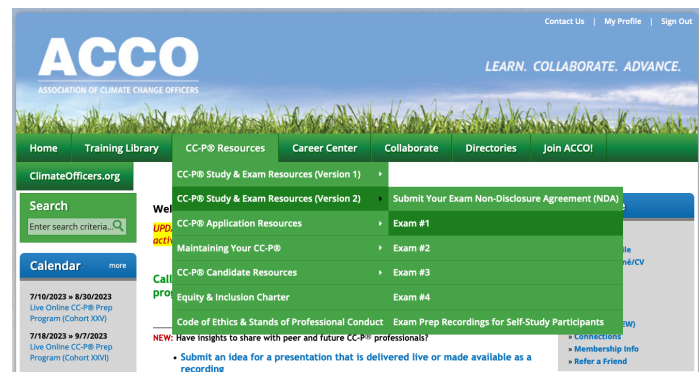 Contact Us | My Profile | Sign Out
ACCO
ASSOCIATION OF CLIMATE CHANGE OFFICERS
LEARN. COLLABORATE. ADVANCE.
Home Training Library CC-P® Resources Career Center Collaborate Directories Join ACCO!
ClimateOfficers.org
CC-P® Study & Exam Resources (Version 1)
CC-P® Study & Exam Resources (Version 2)
CC-P® Application Resources
Maintaining Your CC-P®
CC-P® Candidate Resources
Equity & Inclusion Charter
Code of Ethics & Stands of Professional Conduct
Submit Your Exam Non-Disclosure Agreement (NDA)
Exam #1
Exam #2
Exam #3
Exam #4
Exam Prep Recordings for Self-Study Participants
Search
Enter search criteria...
Calendar more
7/10/2023 » 8/30/2023
Live Online CC-P® Prep
Program (Cohort XXV)
7/18/2023 » 9/7/2023
Live Online CC-P® Prep
Program (Cohort XXVI)
NEW: Have insights to share with peer and future CC-P® professionals?
• Submit an idea for a presentation that is delivered live or made available as a
recording
» Connections
» Membership Info
» Refer a Friend